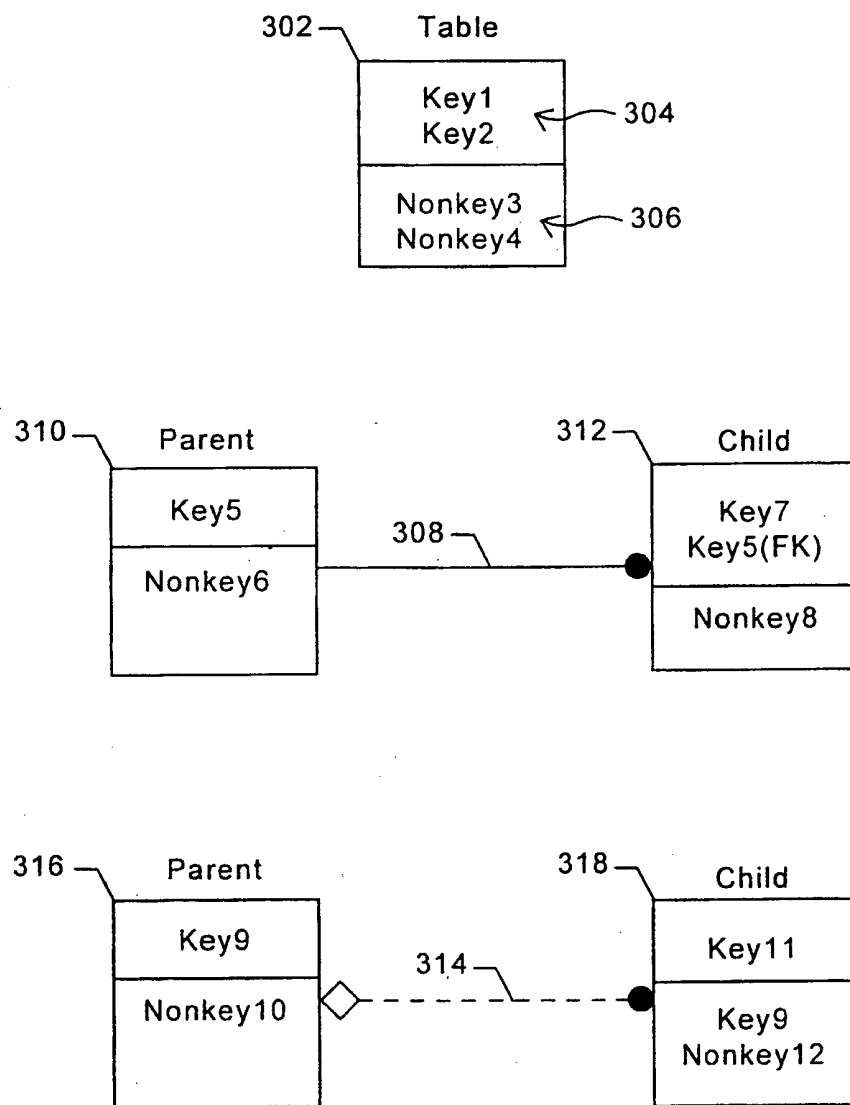 302 Table
Key1
Key2
304
Nonkey3
Nonkey4
306
310 Parent
Key5
Nonkey6
308
312 Child
Key7
Key5(FK)
Nonkey8
316 Parent
Key9
Nonkey10
314
318 Child
Key11
Key9
Nonkey12